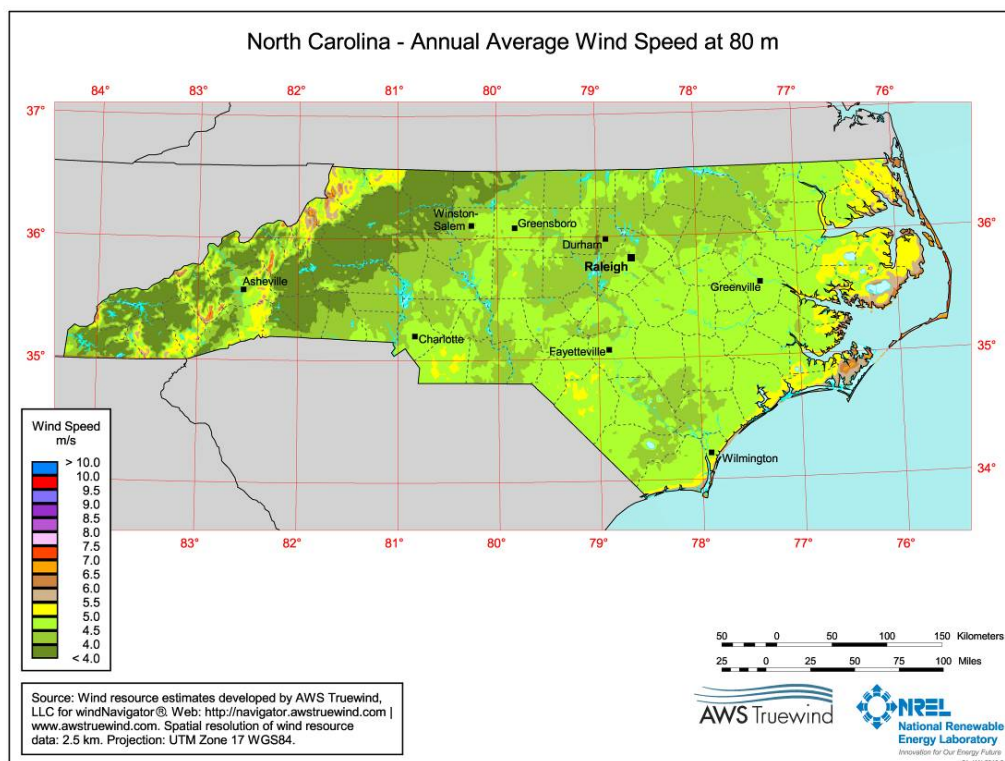 North Carolina - Annual Average Wind Speed at 80 m
84° 83° 82° 81° 80° 79° 78° 77° 76°
37°
36° 36°
35° 35°
34°
83° 82° 81° 80° 79° 78° 77° 76°
Winston-
Salem
Greensboro
Durham
Raleigh
Greenville
Asheville
Charlotte
Fayetteville
Wilmington
Wind Speed
m/s
> 10.0
10.0
9.5
9.0
8.5
8.0
7.5
7.0
6.5
6.0
5.5
5.0
4.5
4.0
< 4.0
50 0 50 100 150 Kilometers
25 0 25 50 75 100 Miles
Source: Wind resource estimates developed by AWS Truewind,
LLC for windNavigator®. Web: http://navigator.awstruewind.com |
www.awstruewind.com. Spatial resolution of wind resource
data: 2.5 km. Projection: UTM Zone 17 WGS84.
AWS Truewind
NREL
National Renewable
Energy Laboratory
Innovation for Our Energy Future